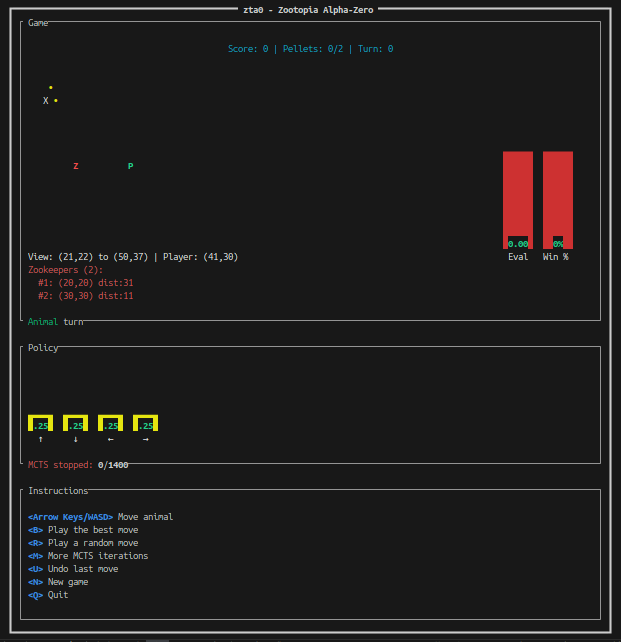 zta0 - Zootopia Alpha-Zero
Game
Score: 0 | Pellets: 0/2 | Turn: 0
X
Z P
0.00 0%
Eval Win %
View: (21,22) to (50,37) | Player: (41,30)
Zookeepers (2):
#1: (20,20) dist:31
#2: (30,30) dist:11
Animal turn
Policy
.25 .25 .25 .25
↑ ↓ ← →
MCTS stopped: 0/1400
Instructions
<Arrow Keys/WASD> Move animal
<B> Play the best move
<R> Play a random move
<M> More MCTS iterations
<U> Undo last move
<N> New game
<Q> Quit